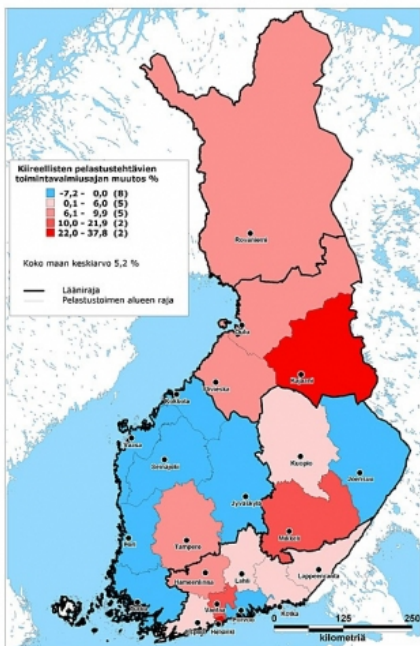 Kiireellisten pelastustehtävien
toimintavalmiusajan muutos %
-7,2 - 0,0 (8)
0,1 - 6,0 (5)
6,1 - 9,9 (5)
10,0 - 21,9 (2)
22,0 - 37,8 (2)
Koko maan keskiarvo 5,2 %
Lääniraja
Pelastustoimen alueen raja
Rovaniemi
Oulu
Kajaani
Ylivieska
Kokkola
Vaasa
Seinäjoki
Kuopio
Joensuu
Jyväskylä
Pori
Tampere
Mikkeli
Hämeenlinna
Lahti
Lappeenranta
Turku
Vantaa
Porvoo
Kotka
Espoo
Helsinki
0 125 250
kilometriä